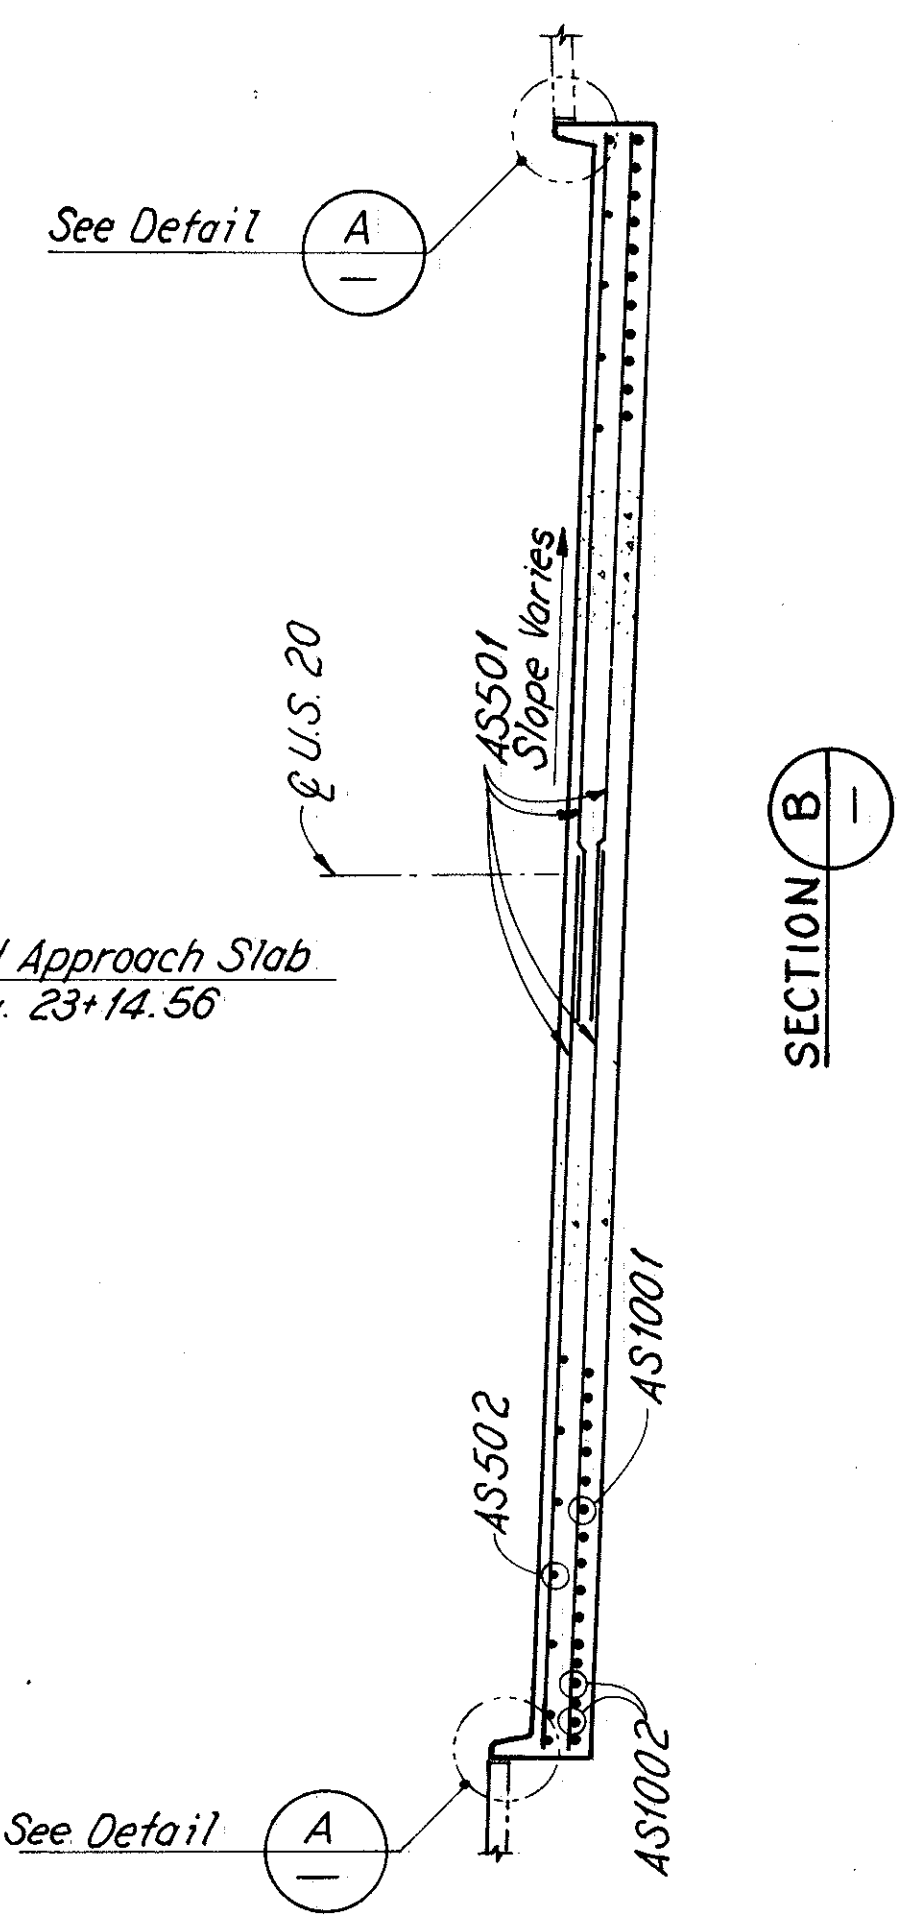 See Detail
A
—
℄ U.S. 20
AS501
Slope Varies
Approach Slab
23+14.56
SECTION B
—
AS502
AS1001
AS1002
See Detail
A
—